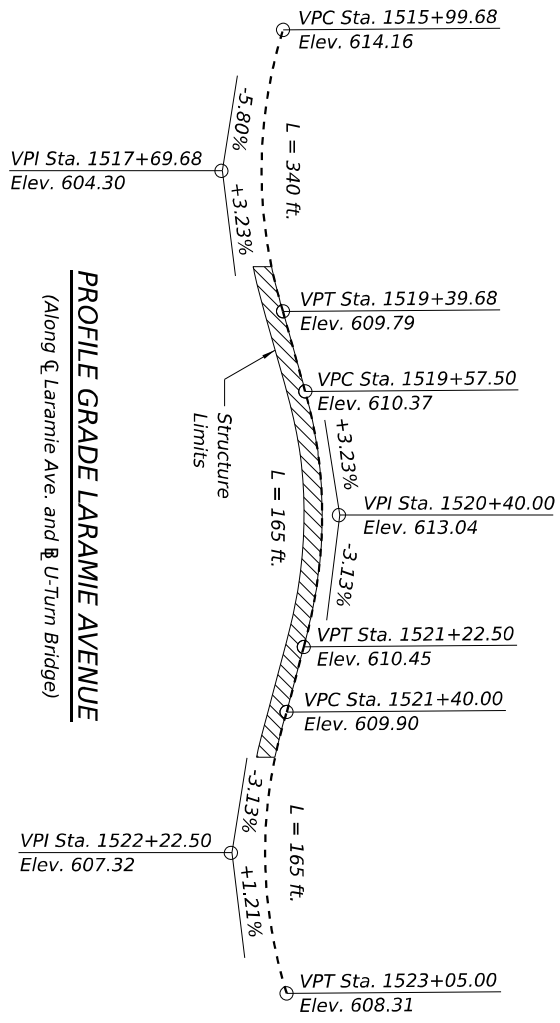 VPC Sta. 1515+99.68
Elev. 614.16
-5.80%
L = 340 ft.
VPI Sta. 1517+69.68
Elev. 604.30
+3.23%
VPT Sta. 1519+39.68
Elev. 609.79
VPC Sta. 1519+57.50
Elev. 610.37
Structure
Limits
+3.23%
L = 165 ft.
VPI Sta. 1520+40.00
Elev. 613.04
-3.13%
VPT Sta. 1521+22.50
Elev. 610.45
VPC Sta. 1521+40.00
Elev. 609.90
-3.13%
L = 165 ft.
VPI Sta. 1522+22.50
Elev. 607.32
+1.21%
VPT Sta. 1523+05.00
Elev. 608.31
PROFILE GRADE LARAMIE AVENUE
(Along ℄ Laramie Ave. and BL U-Turn Bridge)